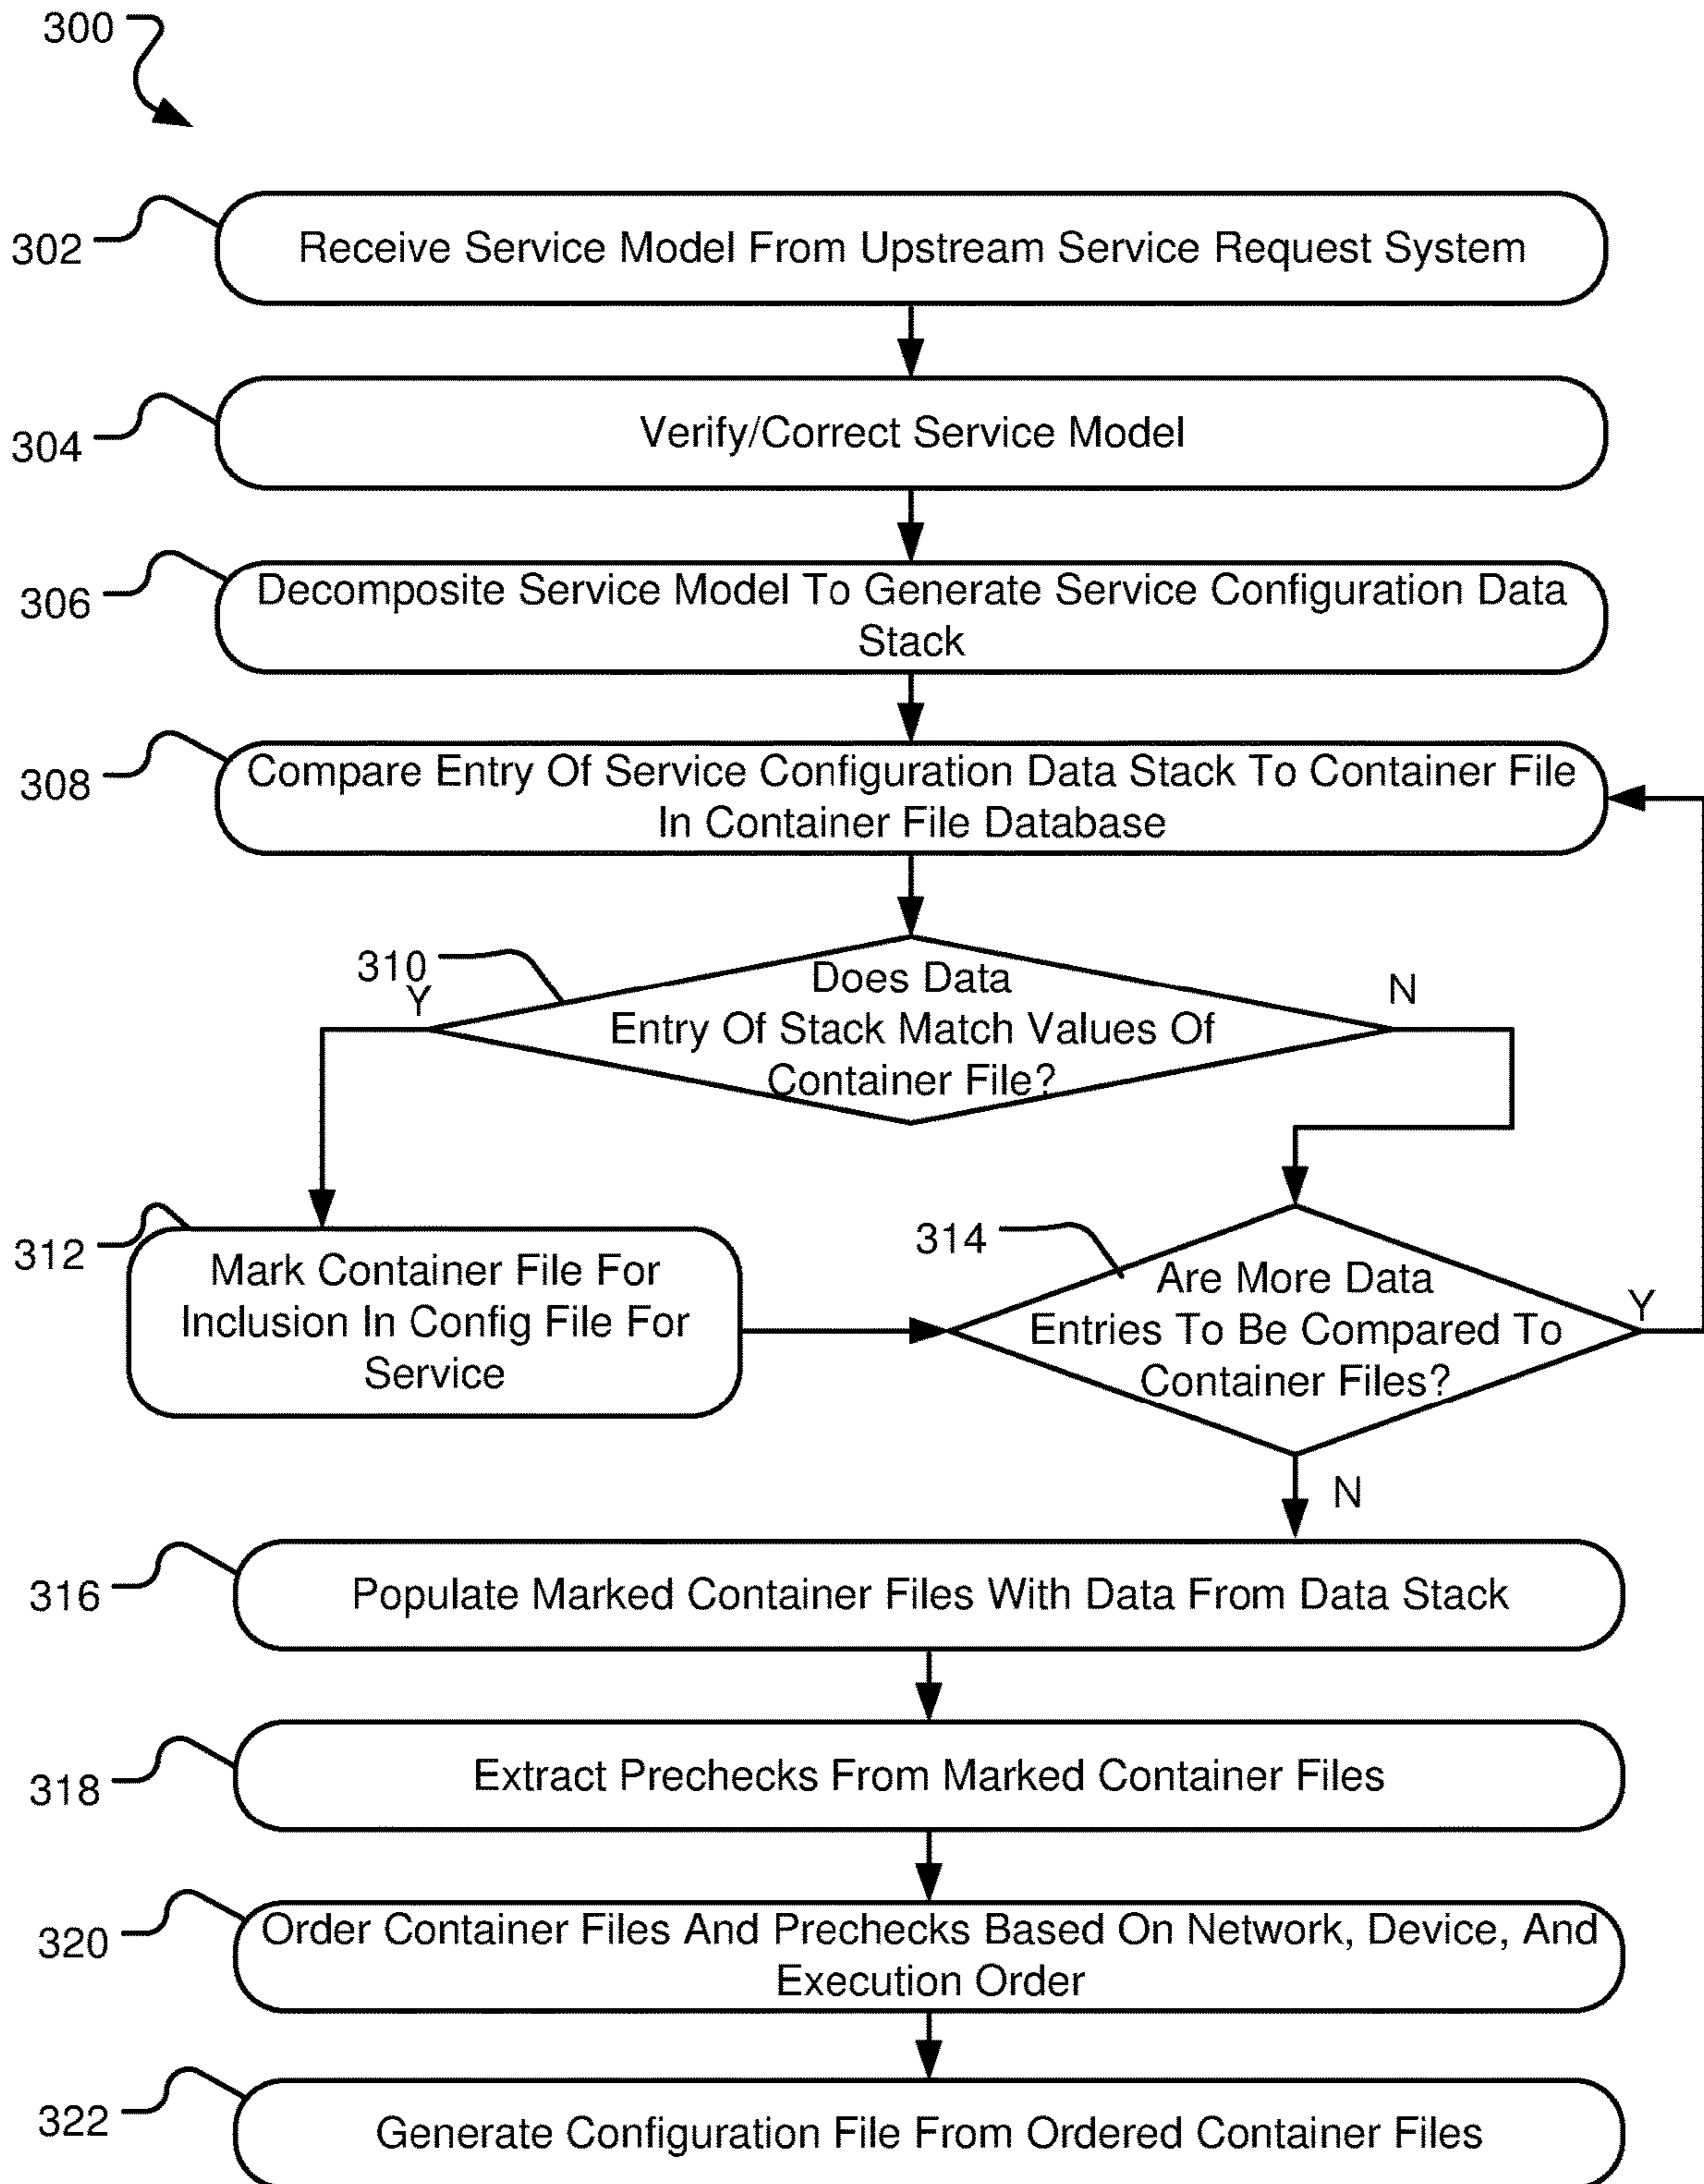 300
302
Receive Service Model From Upstream Service Request System
304
Verify/Correct Service Model
306
Decomposite Service Model To Generate Service Configuration Data
Stack
308
Compare Entry Of Service Configuration Data Stack To Container File
In Container File Database
310
Y
Does Data
Entry Of Stack Match Values Of
Container File?
N
312
Mark Container File For
Inclusion In Config File For
Service
314
Are More Data
Entries To Be Compared To
Container Files?
Y
N
316
Populate Marked Container Files With Data From Data Stack
318
Extract Prechecks From Marked Container Files
320
Order Container Files And Prechecks Based On Network, Device, And
Execution Order
322
Generate Configuration File From Ordered Container Files